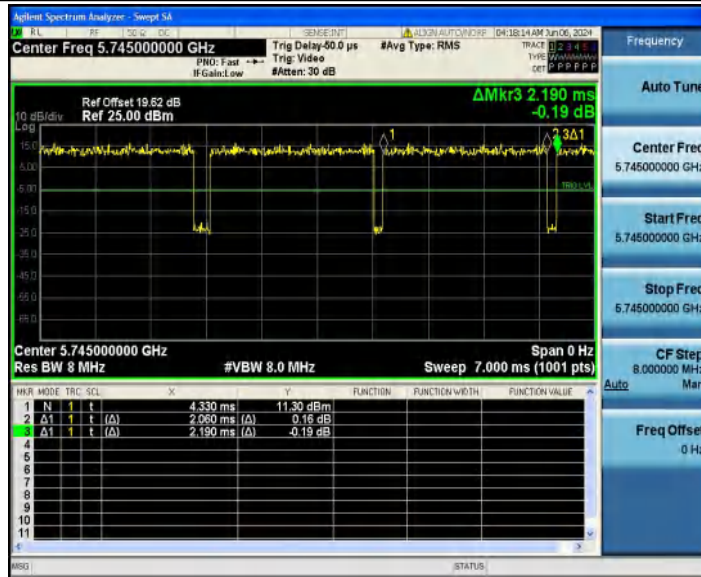 Agilent Spectrum Analyzer - Swept SA
RL RF 50 Ω DC SENSE:INT ALIGN AUTO/NORF 04:18:14 AM Jun 06, 2024
Center Freq 5.745000000 GHz
PNO: Fast
IFGain:Low
Trig Delay-50.0 µs
Trig: Video
#Atten: 30 dB
#Avg Type: RMS
TRACE 1 2 3 4 5 6
TYPE
DET P P P P P P
ΔMkr3 2.190 ms
-0.19 dB
Ref Offset 19.62 dB
Ref 25.00 dBm
10 dB/div
Log
15.0
5.00
-5.00
-15.0
-25.0
-35.0
-45.0
-55.0
-65.0
1
2 3Δ1
TRIG LVL
Center 5.745000000 GHz
Span 0 Hz
Res BW 8 MHz
#VBW 8.0 MHz
Sweep 7.000 ms (1001 pts)
MKR MODE TRC SCL X Y FUNCTION FUNCTION WIDTH FUNCTION VALUE
1 N 1 t 4.330 ms 11.30 dBm
2 Δ1 1 t (Δ) 2.060 ms (Δ) 0.16 dB
3 Δ1 1 t (Δ) 2.190 ms (Δ) -0.19 dB
4
5
6
7
8
9
10
11
MSG
STATUS
Frequency
Auto Tune
Center Freq
5.745000000 GHz
Start Freq
5.745000000 GHz
Stop Freq
5.745000000 GHz
CF Step
8.000000 MHz
Auto Man
Freq Offset
0 Hz